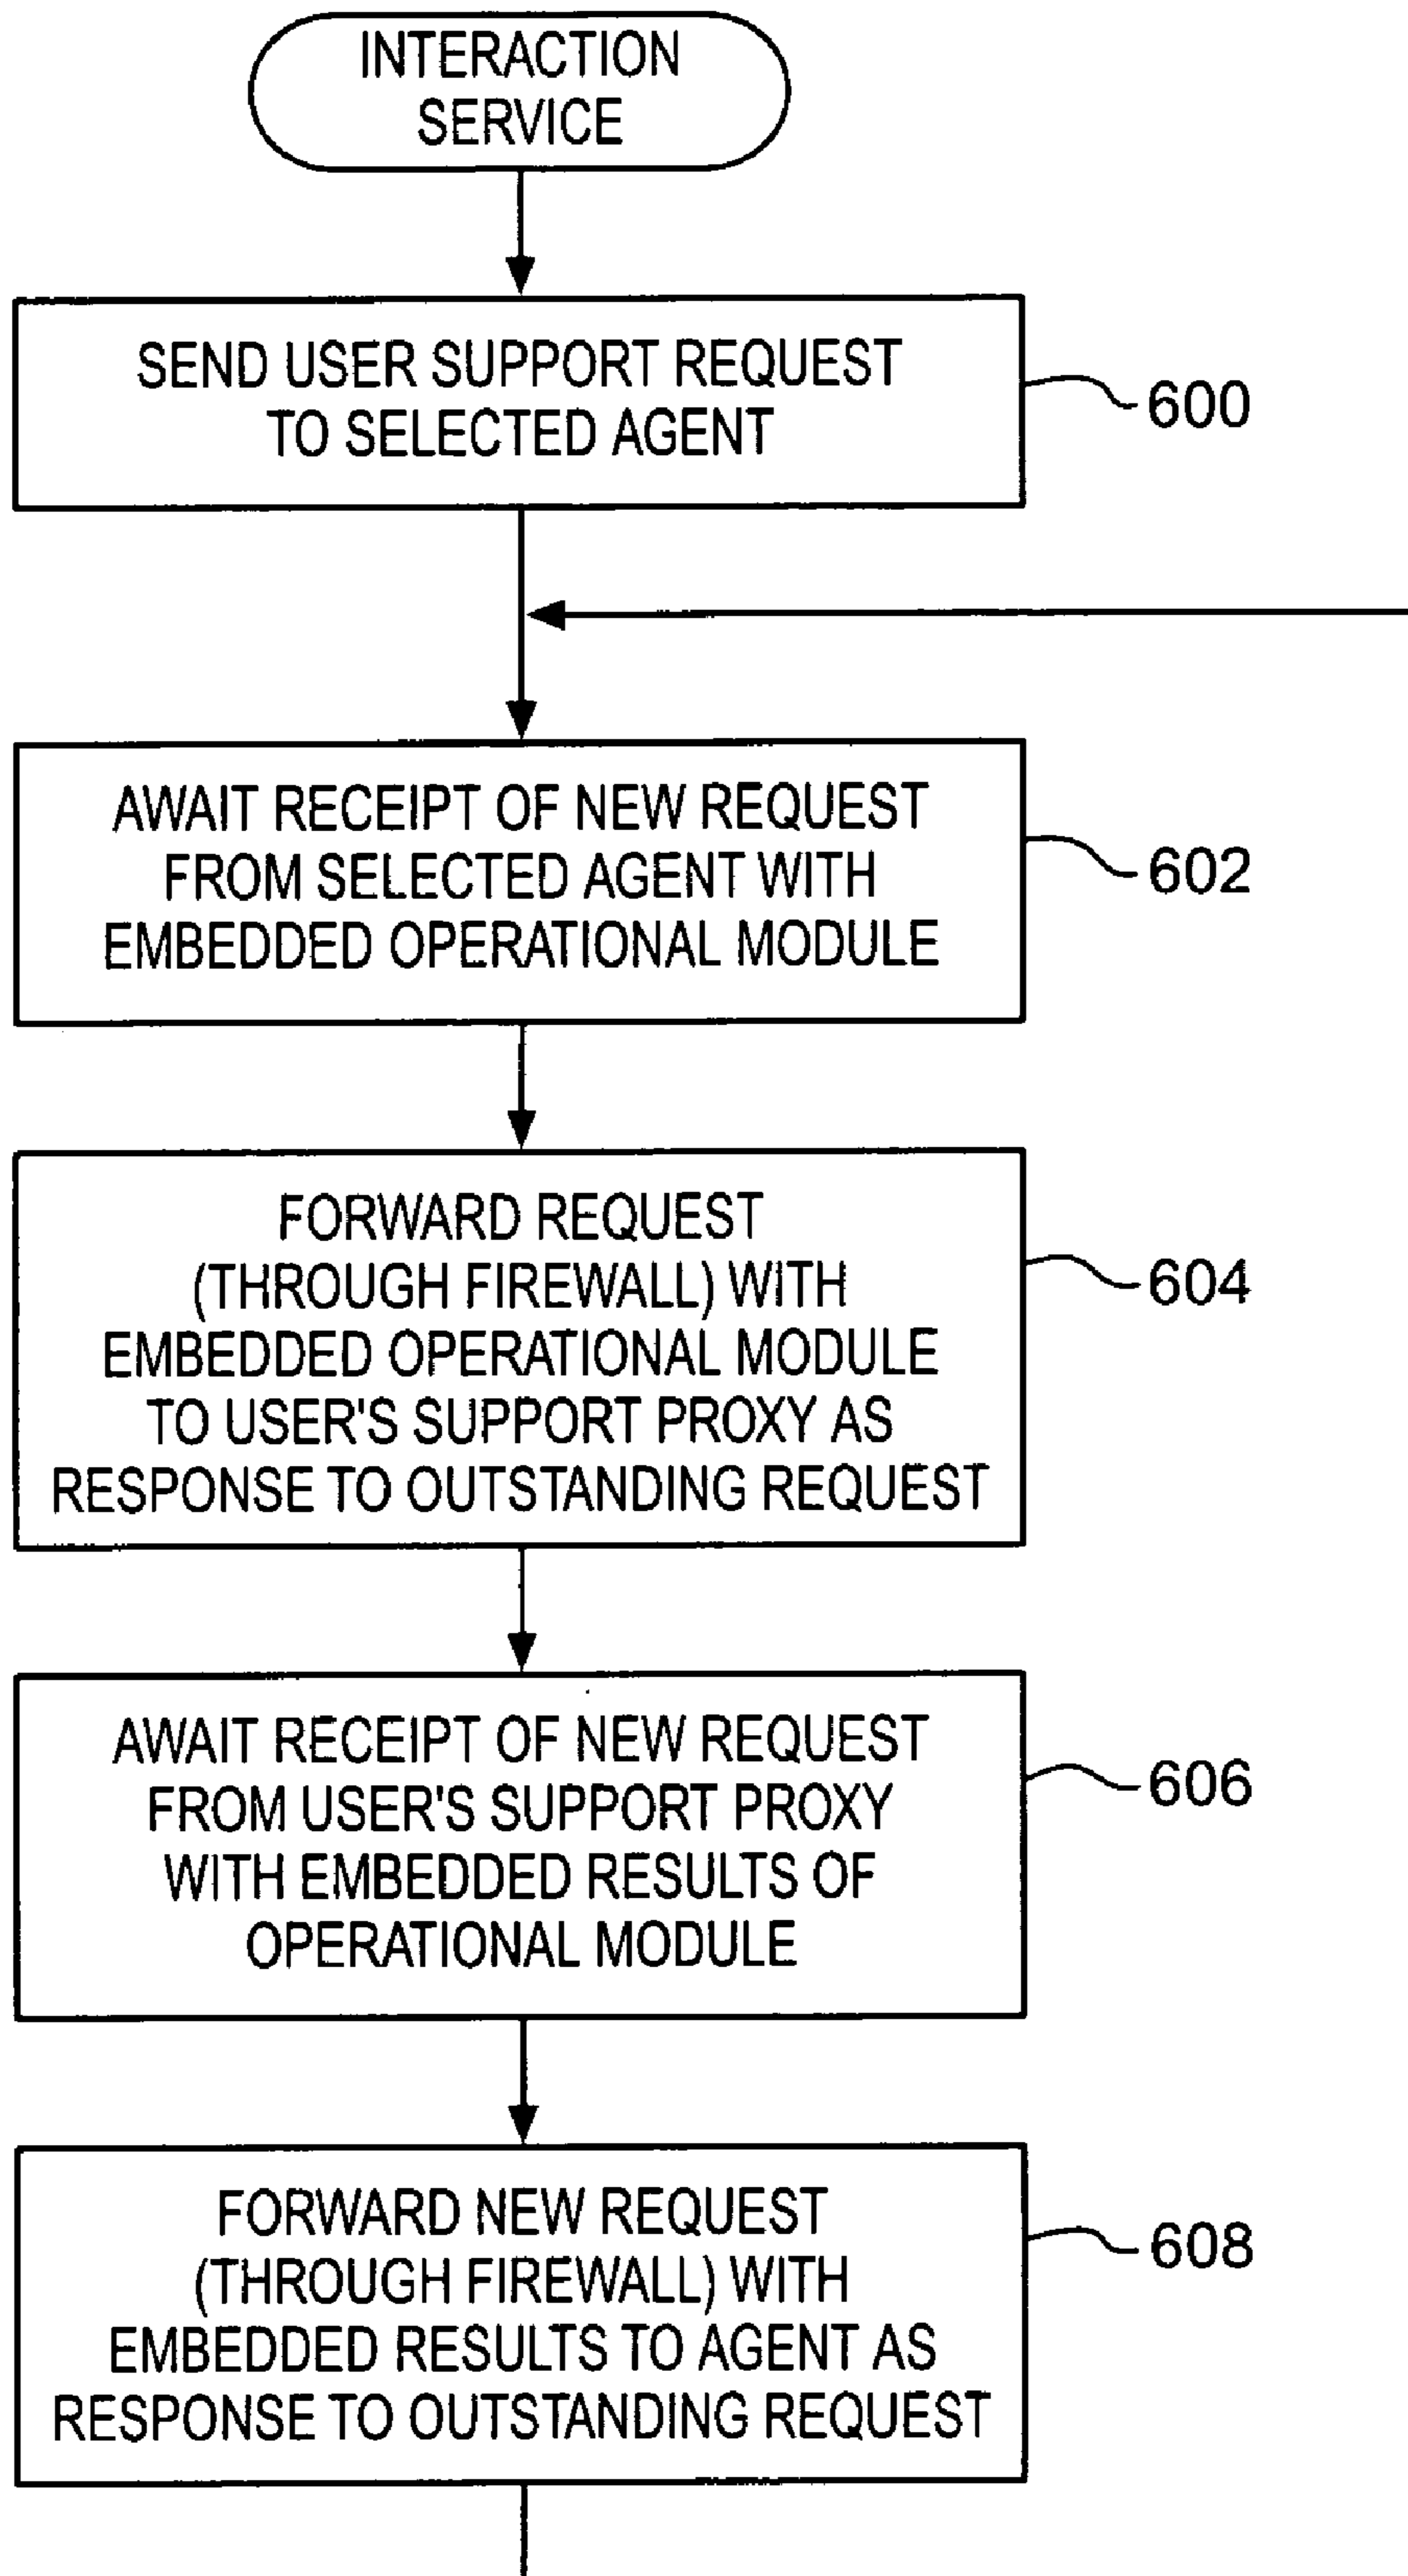 INTERACTION
SERVICE
SEND USER SUPPORT REQUEST
TO SELECTED AGENT
600
AWAIT RECEIPT OF NEW REQUEST
FROM SELECTED AGENT WITH
EMBEDDED OPERATIONAL MODULE
602
FORWARD REQUEST
(THROUGH FIREWALL) WITH
EMBEDDED OPERATIONAL MODULE
TO USER'S SUPPORT PROXY AS
RESPONSE TO OUTSTANDING REQUEST
604
AWAIT RECEIPT OF NEW REQUEST
FROM USER'S SUPPORT PROXY
WITH EMBEDDED RESULTS OF
OPERATIONAL MODULE
606
FORWARD NEW REQUEST
(THROUGH FIREWALL) WITH
EMBEDDED RESULTS TO AGENT AS
RESPONSE TO OUTSTANDING REQUEST
608